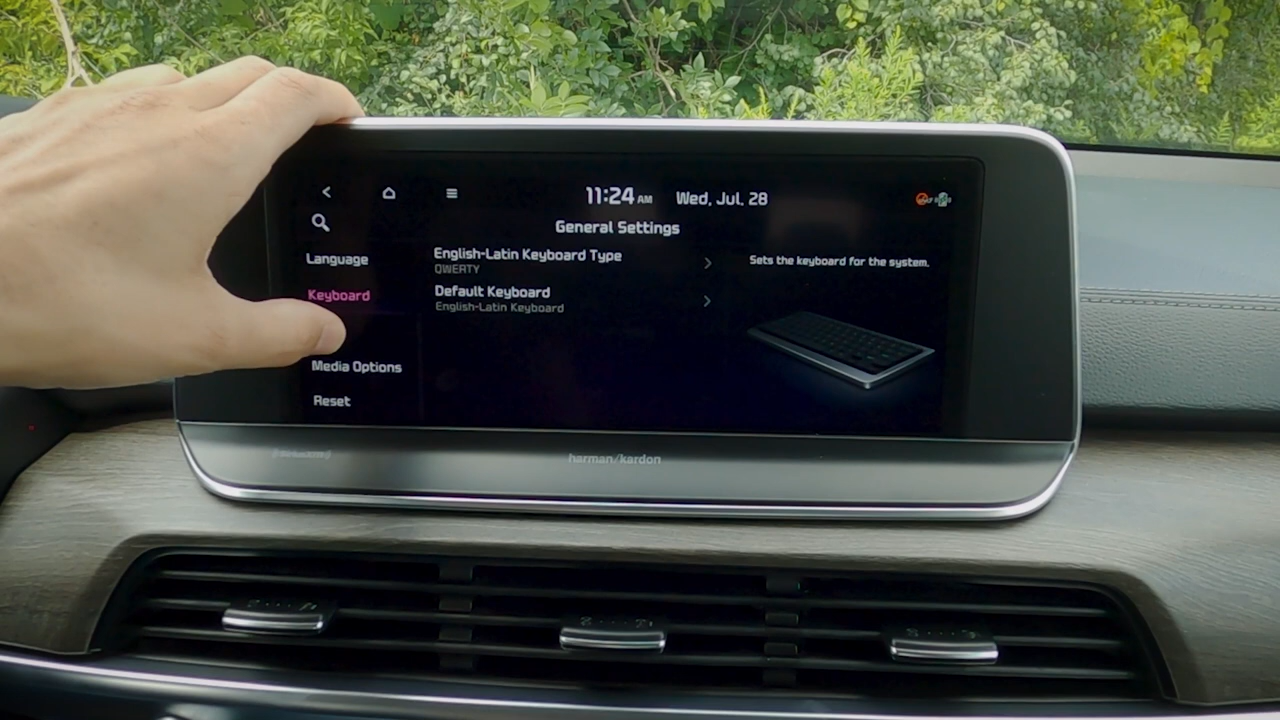 11:24 AM Wed, Jul. 28
General Settings
Language
Keyboard
Media Options
Reset
English-Latin Keyboard Type
QWERTY
Default Keyboard
English-Latin Keyboard
Sets the keyboard for the system.
harman/kardon